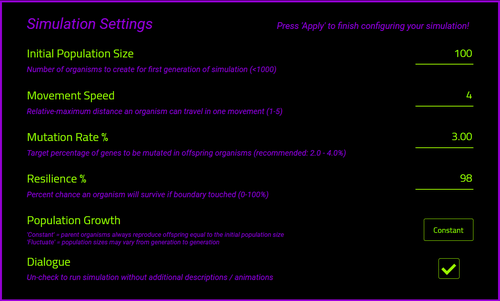 Simulation Settings
Press 'Apply' to finish configuring your simulation!
Initial Population Size
100
Number of organisms to create for first generation of simulation (<1000)
Movement Speed
4
Relative-maximum distance an organism can travel in one movement (1-5)
Mutation Rate %
3.00
Target percentage of genes to be mutated in offspring organisms (recommended: 2.0 - 4.0%)
Resilience %
98
Percent chance an organism will survive if boundary touched (0-100%)
Population Growth
Constant
'Constant' – parent organisms always reproduce offspring equal to the initial population size
'Fluctuate' – population sizes may vary from generation to generation
Dialogue
Un-check to run simulation without additional descriptions / animations